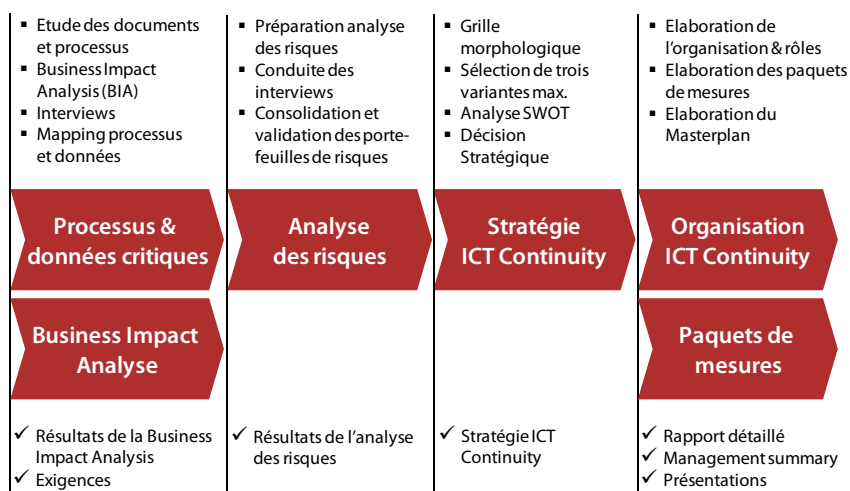 ▪ Etude des documents
et processus
▪ Business Impact
Analysis (BIA)
▪ Interviews
▪ Mapping processus
et données
▪ Préparation analyse
des risques
▪ Conduite des
interviews
▪ Consolidation et
validation des porte-
feuilles de risques
▪ Grille
morphologique
▪ Sélection de trois
variantes max.
▪ Analyse SWOT
▪ Décision
Stratégique
▪ Elaboration de
l'organisation & rôles
▪ Elaboration des paquets
de mesures
▪ Elaboration du
Masterplan
Processus &
données critiques
Analyse
des risques
Stratégie
ICT Continuity
Organisation
ICT Continuity
Business Impact
Analyse
Paquets de
mesures
✓ Résultats de la Business
Impact Analysis
✓ Exigences
✓ Résultats de l'analyse
des risques
✓ Stratégie ICT
Continuity
✓ Rapport détaillé
✓ Management summary
✓ Présentations